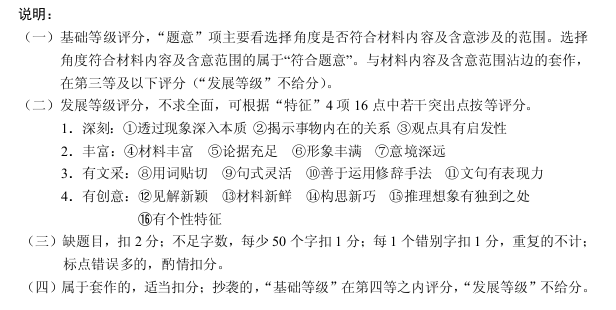 说明：
（一）基础等级评分，“题意”项主要看选择角度是否符合材料内容及含意涉及的范围。选择
角度符合材料内容及含意范围的属于“符合题意”。与材料内容及含意范围沾边的套作，
在第三等及以下评分（“发展等级”不给分）。
（二）发展等级评分，不求全面，可根据“特征”4 项 16 点中若干突出点按等评分。
1．深刻：①透过现象深入本质 ②揭示事物内在的关系 ③观点具有启发性
2．丰富：④材料丰富 ⑤论据充足 ⑥形象丰满 ⑦意境深远
3．有文采：⑧用词贴切 ⑨句式灵活 ⑩善于运用修辞手法 ⑪文句有表现力
4．有创意：⑫见解新颖 ⑬材料新鲜 ⑭构思新巧 ⑮推理想象有独到之处
⑯有个性特征
（三）缺题目，扣 2 分；不足字数，每少 50 个字扣 1 分；每 1 个错别字扣 1 分，重复的不计；
标点错误多的，酌情扣分。
（四）属于套作的，适当扣分；抄袭的，“基础等级”在第四等之内评分，“发展等级”不给分。